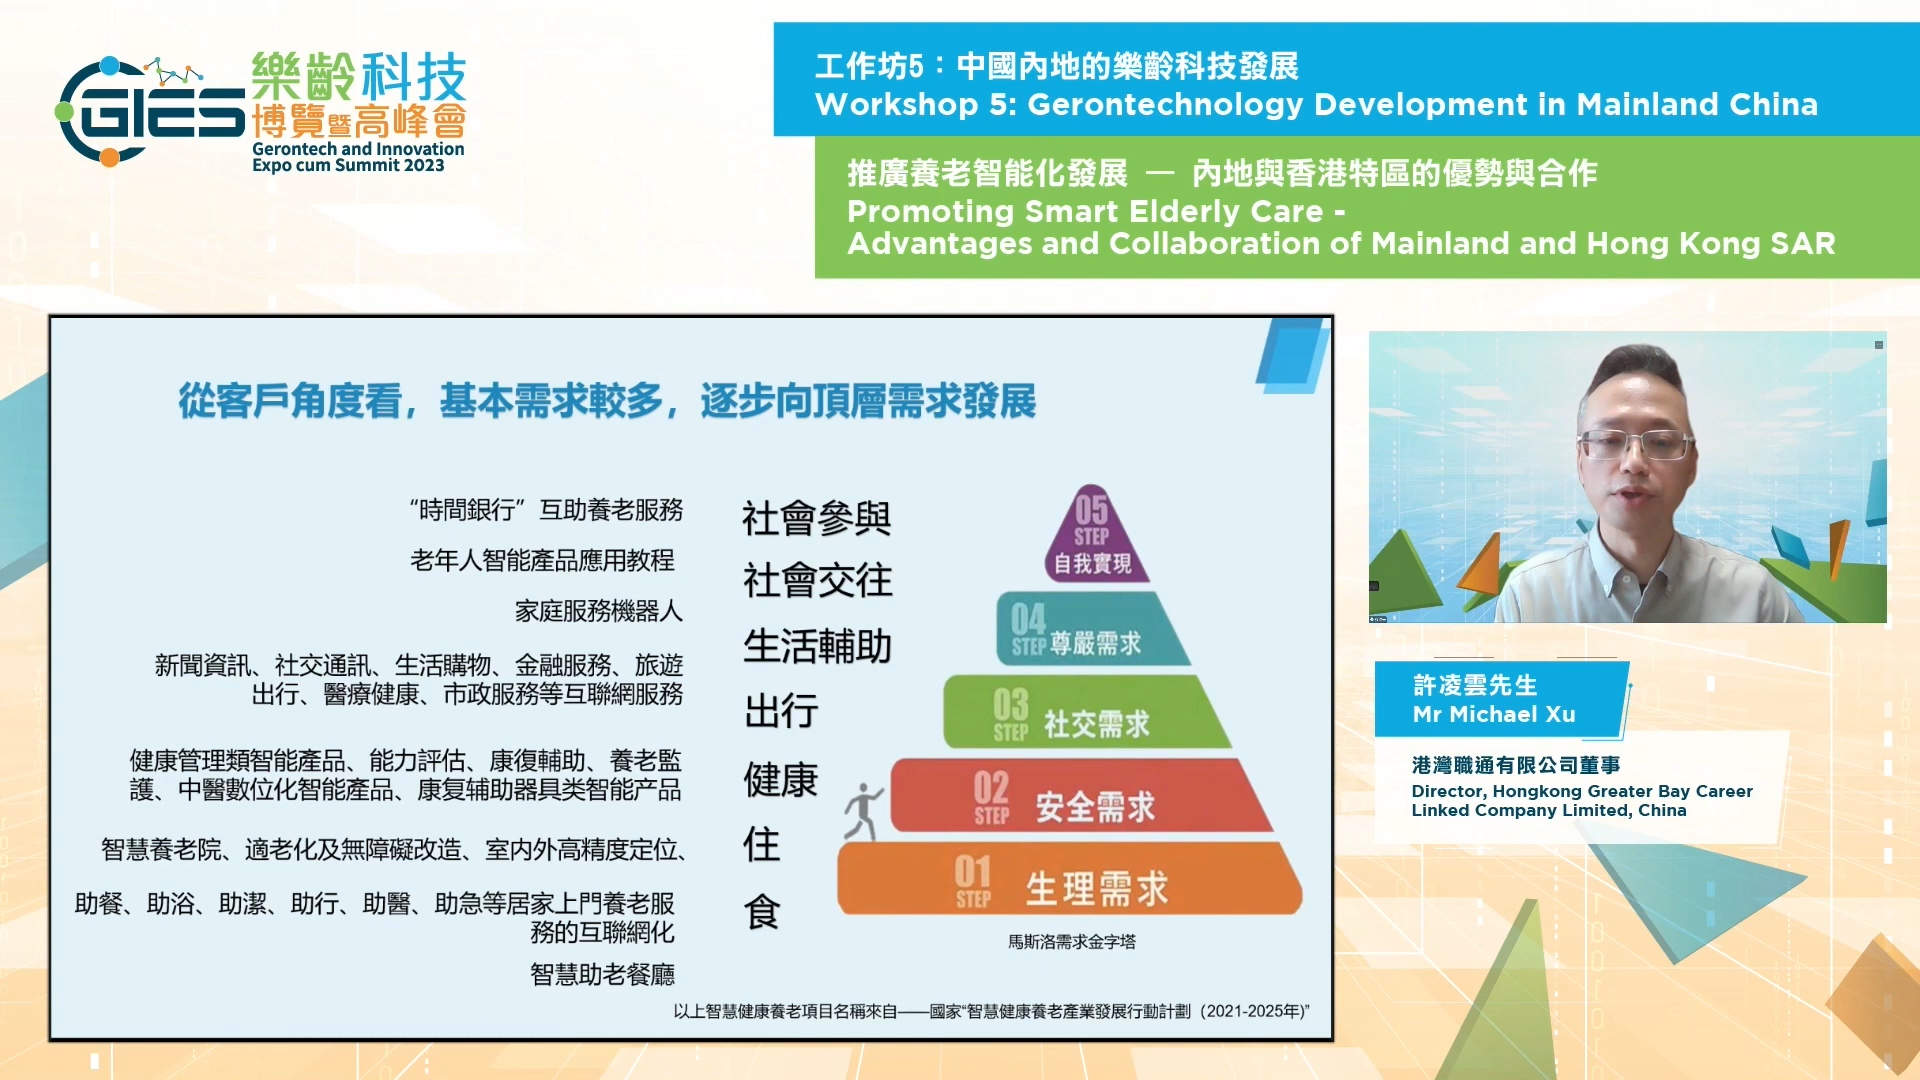 GIES
樂齡科技
博覽暨高峰會
Gerontech and Innovation
Expo cum Summit 2023
工作坊5：中國內地的樂齡科技發展
Workshop 5: Gerontechnology Development in Mainland China
推廣養老智能化發展 — 內地與香港特區的優勢與合作
Promoting Smart Elderly Care -
Advantages and Collaboration of Mainland and Hong Kong SAR
從客戶角度看，基本需求較多，逐步向頂層需求發展
“時間銀行”互助養老服務
老年人智能產品應用教程
家庭服務機器人
新聞資訊、社交通訊、生活購物、金融服務、旅遊
出行、醫療健康、市政服務等互聯網服務
健康管理類智能產品、能力評估、康復輔助、養老監
護、中醫數位化智能產品、康复辅助器具类智能产品
智慧養老院、適老化及無障礙改造、室內外高精度定位、
助餐、助浴、助潔、助行、助醫、助急等居家上門養老服
務的互聯網化
智慧助老餐廳
社會參與
社會交往
生活輔助
出行
健康
住
食
05
STEP
自我實現
04
STEP 尊嚴需求
03
STEP 社交需求
02
STEP 安全需求
01
STEP 生理需求
馬斯洛需求金字塔
以上智慧健康養老項目名稱來自——國家“智慧健康養老產業發展行動計劃（2021-2025年)”
許凌雲先生
Mr Michael Xu
港灣職通有限公司董事
Director, Hongkong Greater Bay Career
Linked Company Limited, China